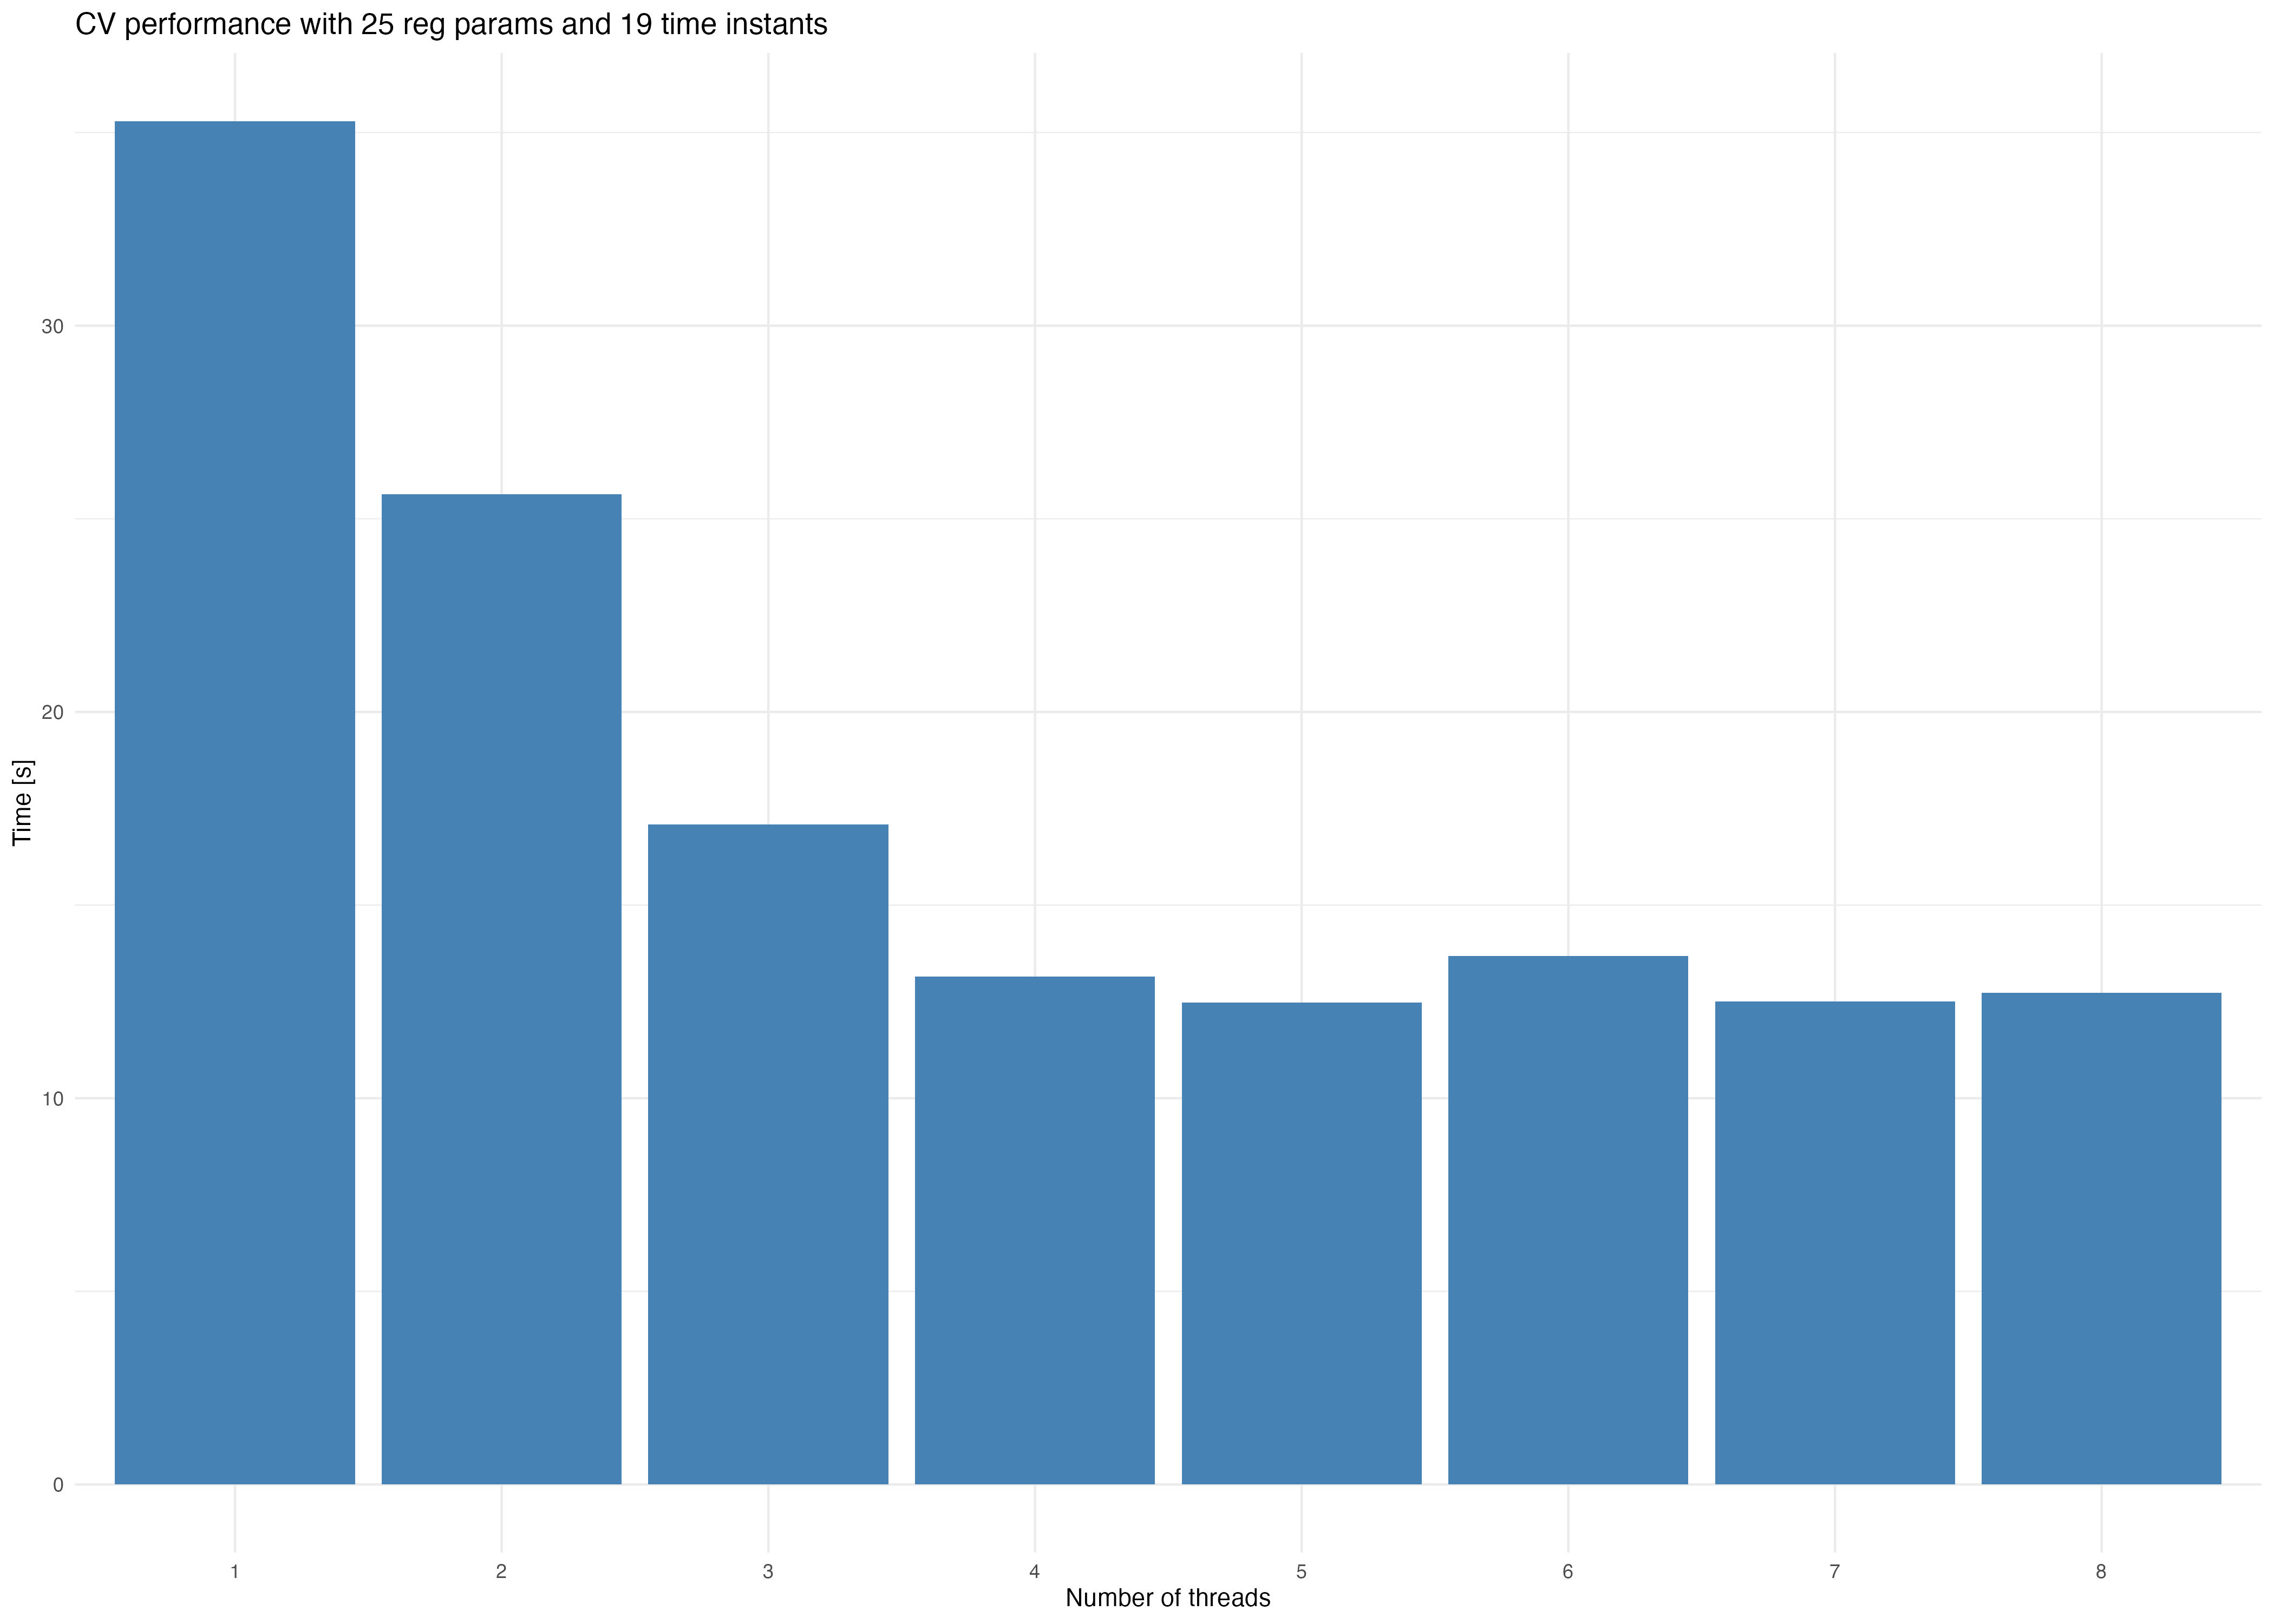 CV performance with 25 reg params and 19 time instants
Time [s]
30
20
10
0
1 2 3 4 5 6 7 8
Number of threads